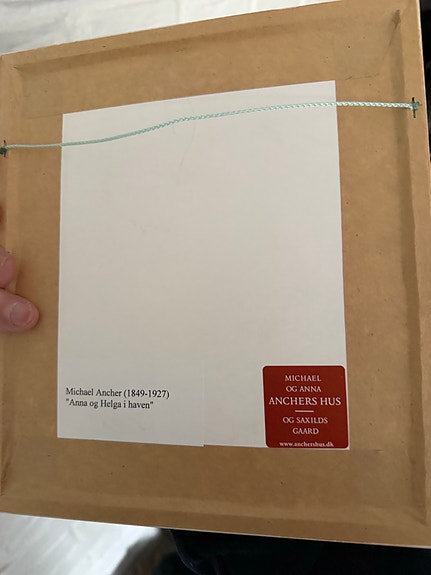 Michael Ancher (1849-1927)
"Anna og Helga i haven"
MICHAEL
OG ANNA
ANCHERS HUS
OG SAXILDS
GAARD
www.anchershus.dk